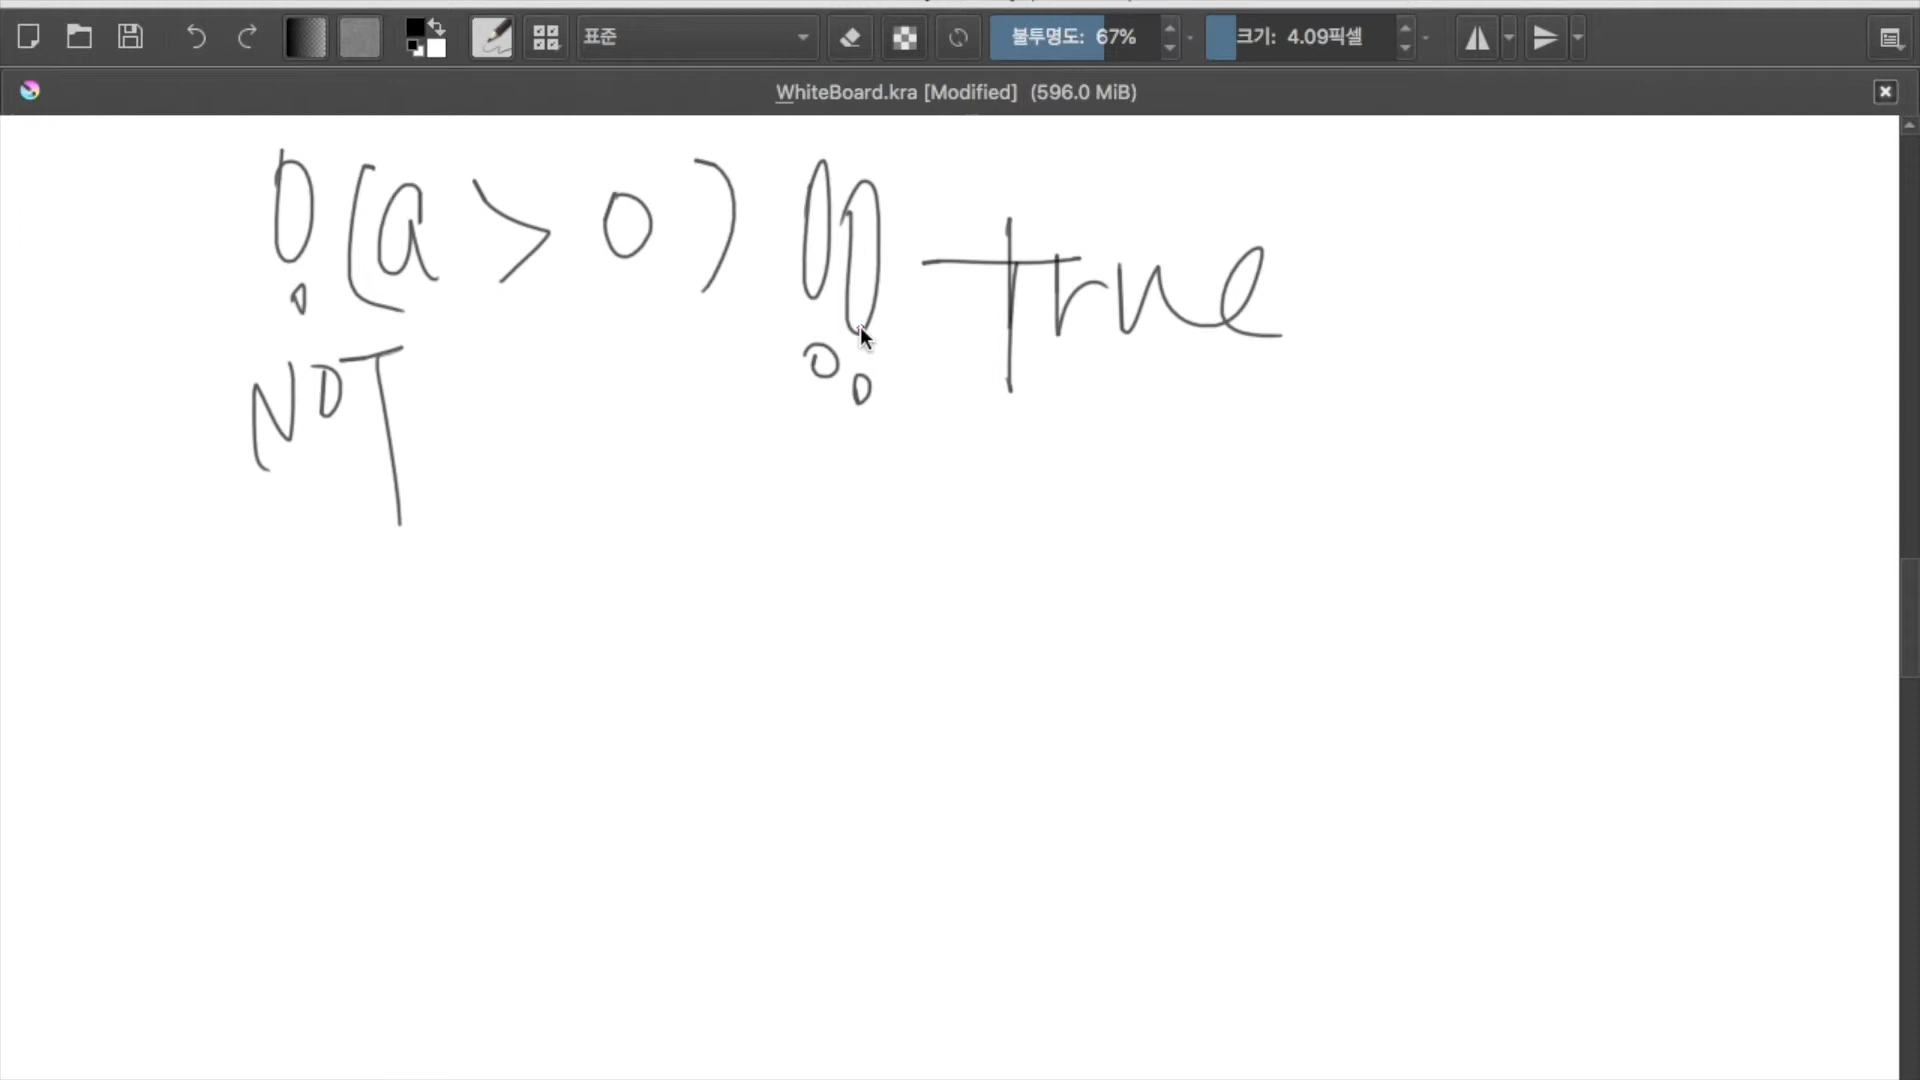 표준 불투명도: 67% 크기: 4.09픽셀
WhiteBoard.kra [Modified] (596.0 MiB)
!(a > 0) !! true
NOT